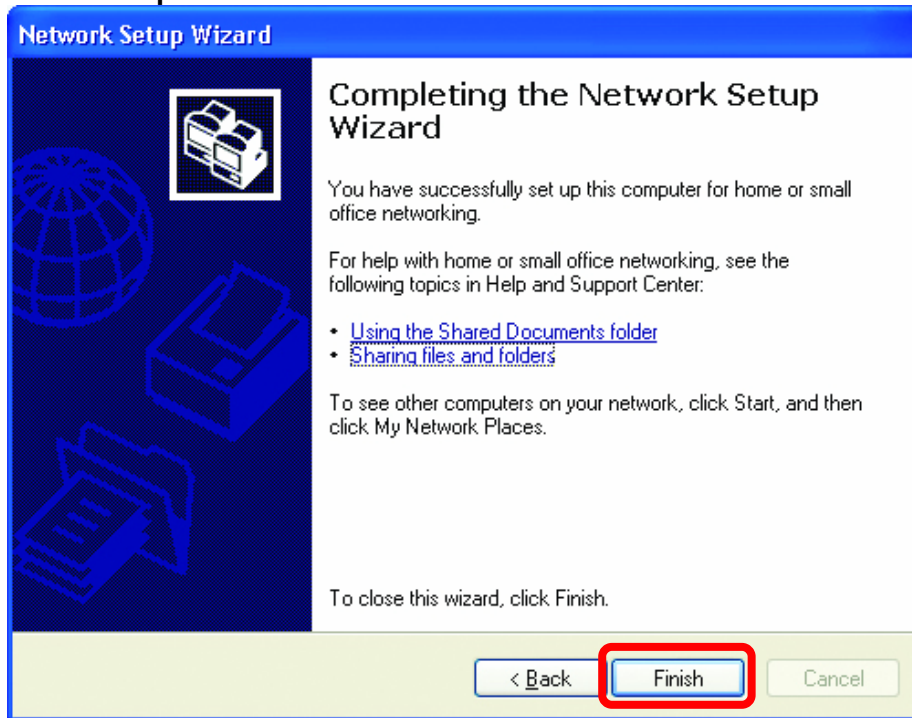 Network Setup Wizard
Completing the Network Setup
Wizard
You have successfully set up this computer for home or small
office networking.
For help with home or small office networking, see the
following topics in Help and Support Center:
• Using the Shared Documents folder
• Sharing files and folders
To see other computers on your network, click Start, and then
click My Network Places.
To close this wizard, click Finish.
< Back Finish Cancel